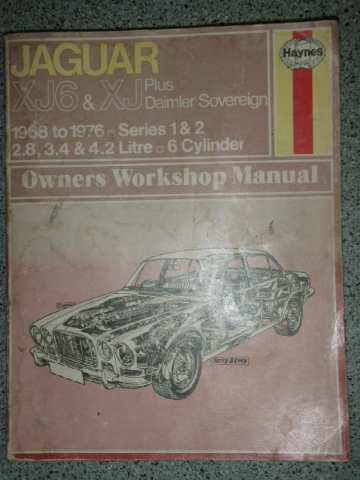 JAGUAR
Haynes
XJ6 & XJ Plus
Daimler Sovereign
1968 to 1976 □ Series 1 & 2
2.8, 3.4 & 4.2 Litre □ 6 Cylinder
Owners Workshop Manual